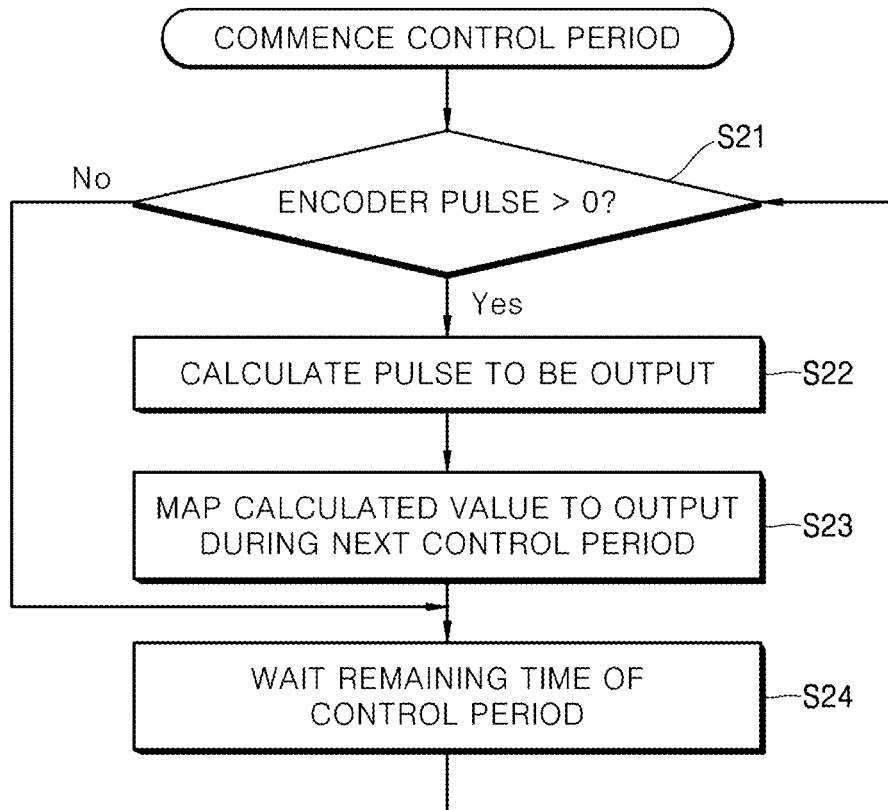 COMMENCE CONTROL PERIOD
S21
No
ENCODER PULSE > 0?
Yes
CALCULATE PULSE TO BE OUTPUT
S22
MAP CALCULATED VALUE TO OUTPUT
DURING NEXT CONTROL PERIOD
S23
WAIT REMAINING TIME OF
CONTROL PERIOD
S24